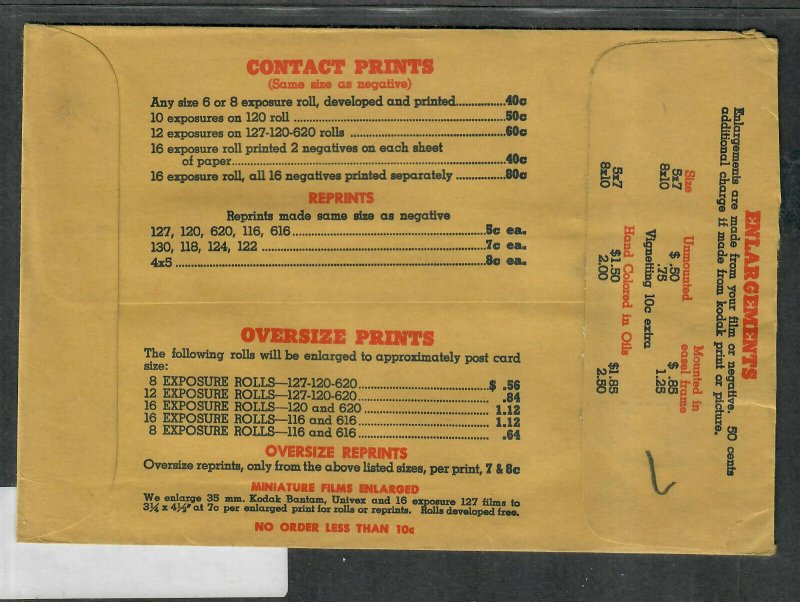 CONTACT PRINTS
(Same size as negative)
Any size 6 or 8 exposure roll, developed and printed...............40c
10 exposures on 120 roll...............50c
12 exposures on 127-120-620 rolls...............60c
16 exposure roll printed 2 negatives on each sheet
of paper...............40c
16 exposure roll, all 16 negatives printed separately...............80c
REPRINTS
Reprints made same size as negative
127, 120, 620, 116, 616...............5c ea.
130, 118, 124, 122...............7c ea.
4x5...............8c ea.
OVERSIZE PRINTS
The following rolls will be enlarged to approximately post card
size:
8 EXPOSURE ROLLS—127-120-620...............$ .56
12 EXPOSURE ROLLS—127-120-620...............  .84
16 EXPOSURE ROLLS—120 and 620...............1.12
16 EXPOSURE ROLLS—116 and 616...............1.12
8 EXPOSURE ROLLS—116 and 616...............  .64
OVERSIZE REPRINTS
Oversize reprints, only from the above listed sizes, per print, 7 & 8c
MINIATURE FILMS ENLARGED
We enlarge 35 mm. Kodak Bantam, Univex and 16 exposure 127 films to
3¼ x 4½" at 7c per enlarged print for rolls or reprints. Rolls developed free.
NO ORDER LESS THAN 10c
ENLARGEMENTS
Enlargements are made from your film or negative. 50 cents
additional charge if made from kodak print or picture.
Size Unmounted Mounted in
easel frame
5x7 $ .50 $ .85
8x10 .75 1.25
Vignetting 10c extra
Hand Colored in Oils
5x7 $1.50 $1.85
8x10 2.00 2.50